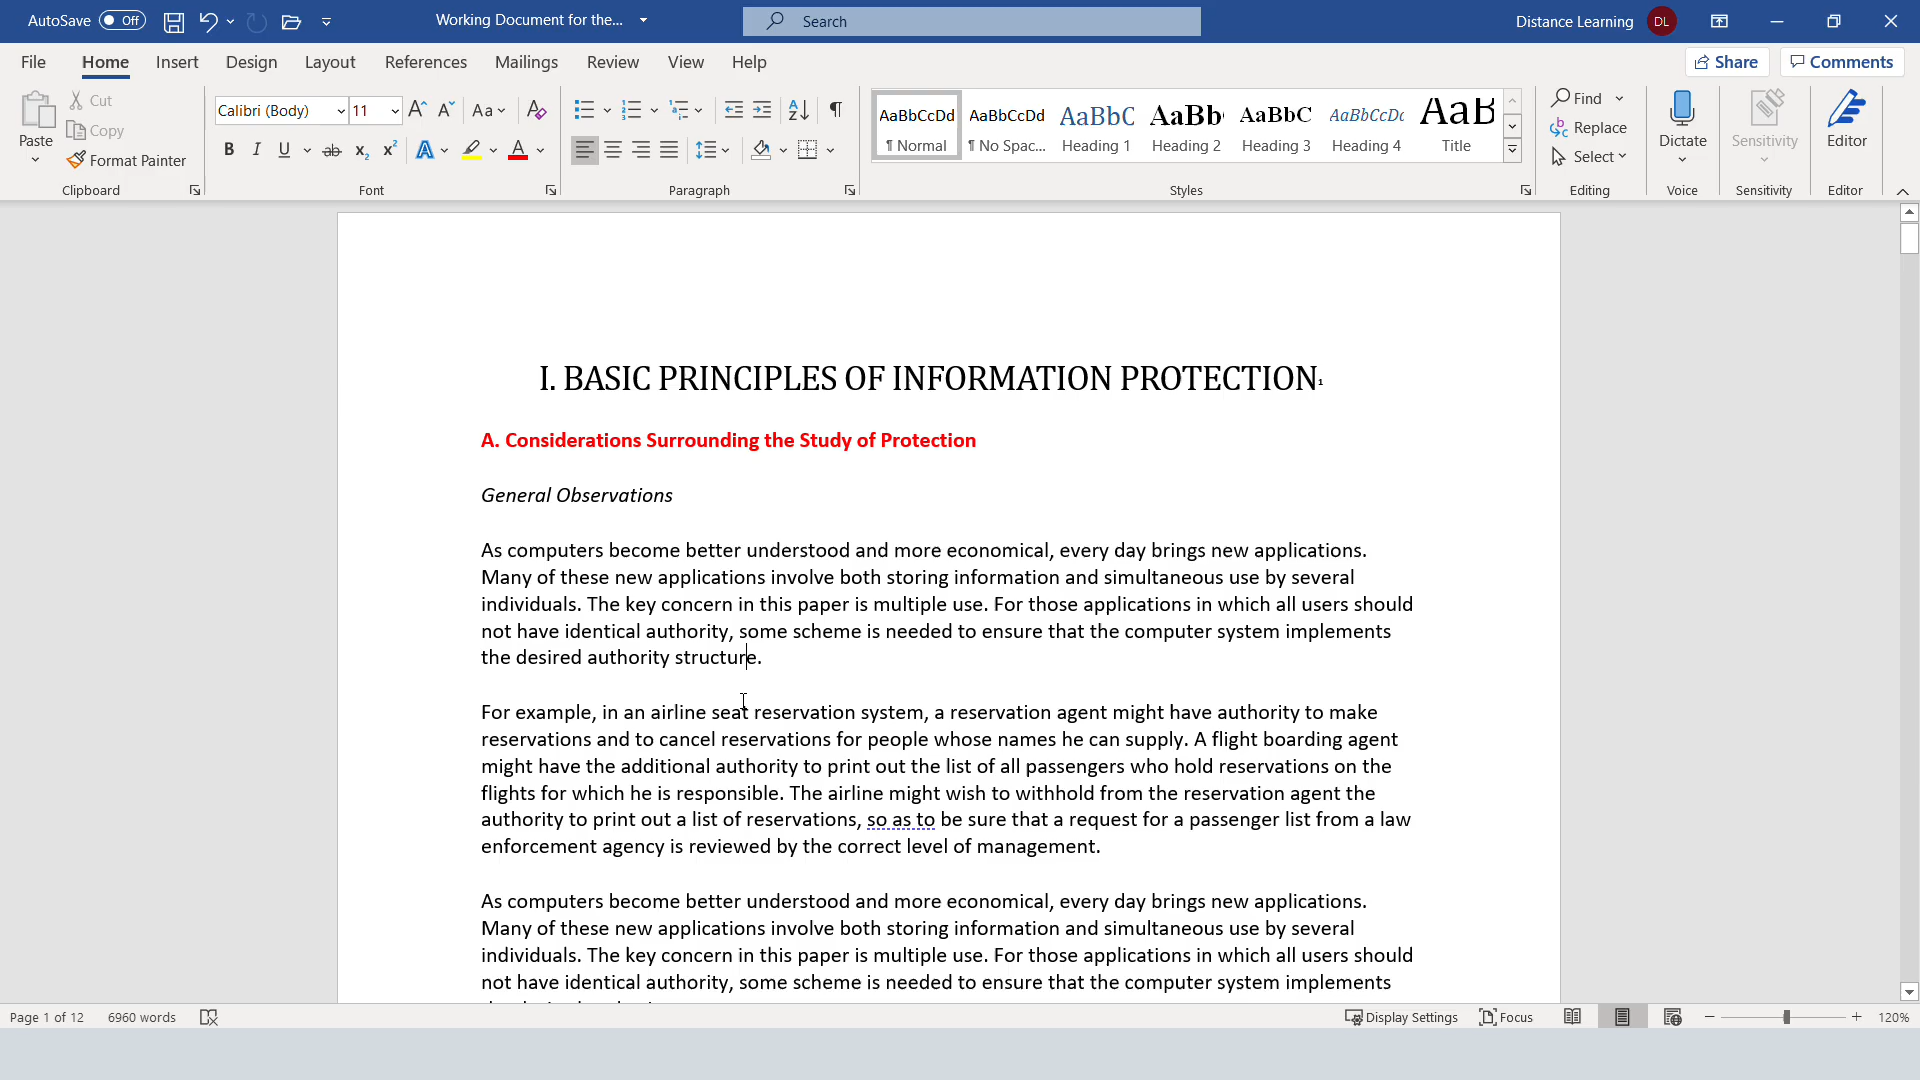 AutoSave Off Working Document for the... Search Distance Learning DL
File Home Insert Design Layout References Mailings Review View Help Share Comments
Paste Cut Copy Format Painter
Clipboard
Calibri (Body) 11 Aa
B I U ab x₂ x² A A
Font
Paragraph
AaBbCcDd AaBbCcDd AaBbC AaBb AaBbC AaBbCcDc AaB
¶ Normal ¶ No Spac... Heading 1 Heading 2 Heading 3 Heading 4 Title
Styles
Find
Replace
Select
Editing
Dictate
Voice
Sensitivity
Sensitivity
Editor
Editor
I. BASIC PRINCIPLES OF INFORMATION PROTECTION¹
A. Considerations Surrounding the Study of Protection
General Observations
As computers become better understood and more economical, every day brings new applications.
Many of these new applications involve both storing information and simultaneous use by several
individuals. The key concern in this paper is multiple use. For those applications in which all users should
not have identical authority, some scheme is needed to ensure that the computer system implements
the desired authority structure.
For example, in an airline seat reservation system, a reservation agent might have authority to make
reservations and to cancel reservations for people whose names he can supply. A flight boarding agent
might have the additional authority to print out the list of all passengers who hold reservations on the
flights for which he is responsible. The airline might wish to withhold from the reservation agent the
authority to print out a list of reservations, so as to be sure that a request for a passenger list from a law
enforcement agency is reviewed by the correct level of management.
As computers become better understood and more economical, every day brings new applications.
Many of these new applications involve both storing information and simultaneous use by several
individuals. The key concern in this paper is multiple use. For those applications in which all users should
not have identical authority, some scheme is needed to ensure that the computer system implements
Page 1 of 12 6960 words Display Settings Focus 120%